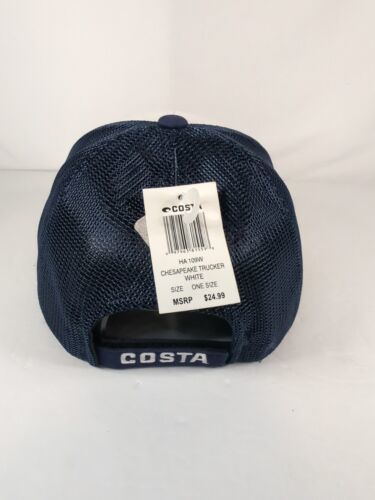 COSTA
HA 109W
CHESAPEAKE TRUCKER
WHITE
SIZE ONE SIZE
MSRP $24.99
COSTA